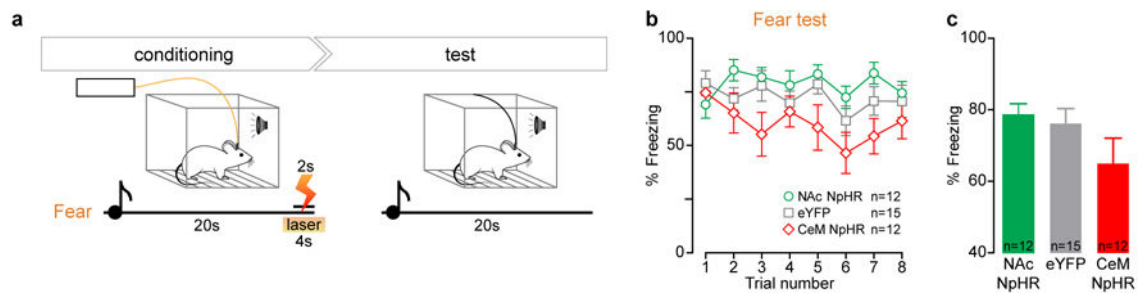 a
conditioning
test
Fear
20s
2s
laser
4s
20s
b
Fear test
% Freezing
100
50
0
1 2 3 4 5 6 7 8
Trial number
NAc NpHR n=12
eYFP n=15
CeM NpHR n=12
c
% Freezing
100
80
60
40
n=12 n=15 n=12
NAc NpHR
eYFP
CeM NpHR